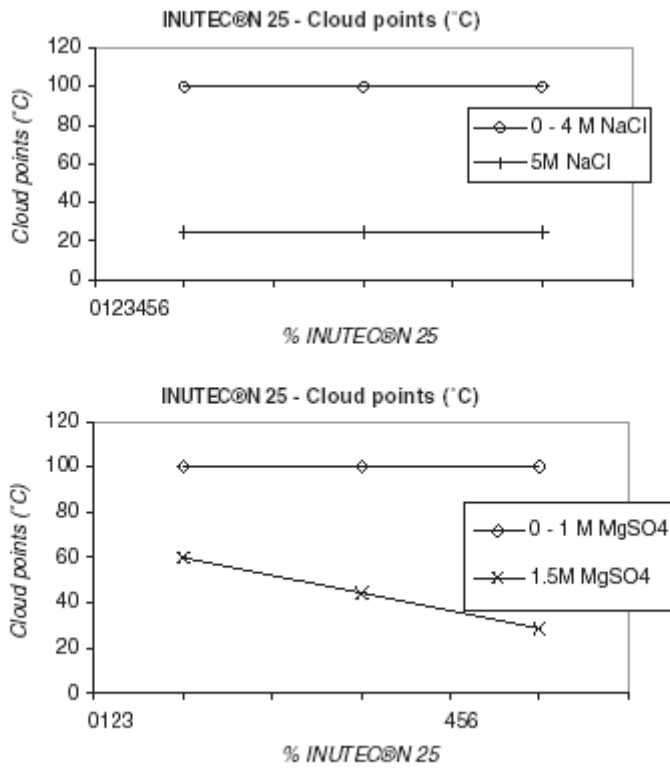 INUTEC®N 25 - Cloud points (˚C)
120
100
80
60
40
20
0
Cloud points (˚C)
0 - 4 M NaCl
5M NaCl
0123456
% INUTEC®N 25
INUTEC®N 25 - Cloud points (˚C)
120
100
80
60
40
20
0
Cloud points (˚C)
0 - 1 M MgSO4
1.5M MgSO4
0123 456
% INUTEC®N 25